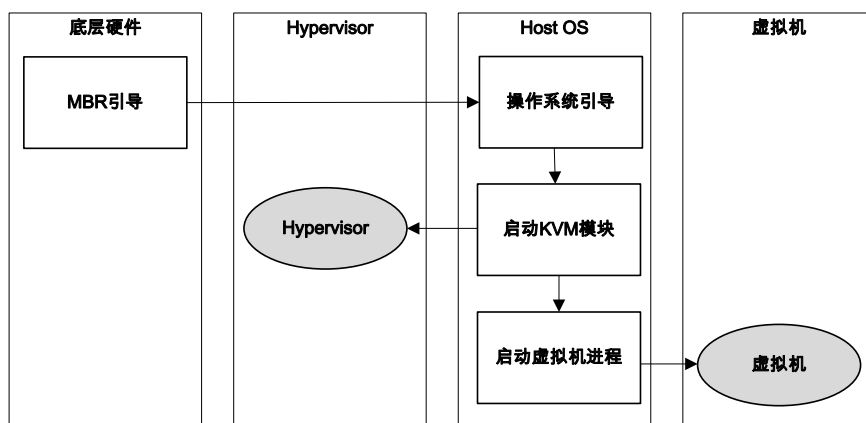 底层硬件
Hypervisor
Host OS
虚拟机
MBR引导
操作系统引导
Hypervisor
启动KVM模块
启动虚拟机进程
虚拟机